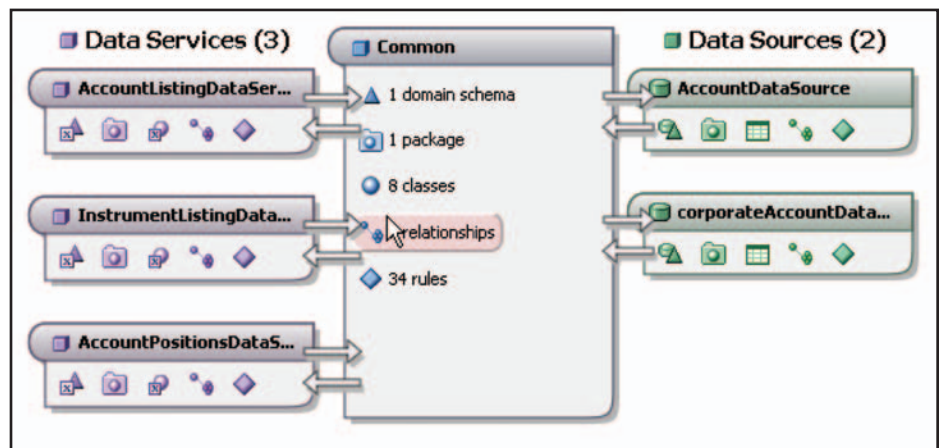 Data Services (3)
AccountListingDataSer...
InstrumentListingData...
AccountPositionsDataS...
Common
1 domain schema
1 package
8 classes
relationships
34 rules
Data Sources (2)
AccountDataSource
corporateAccountData...